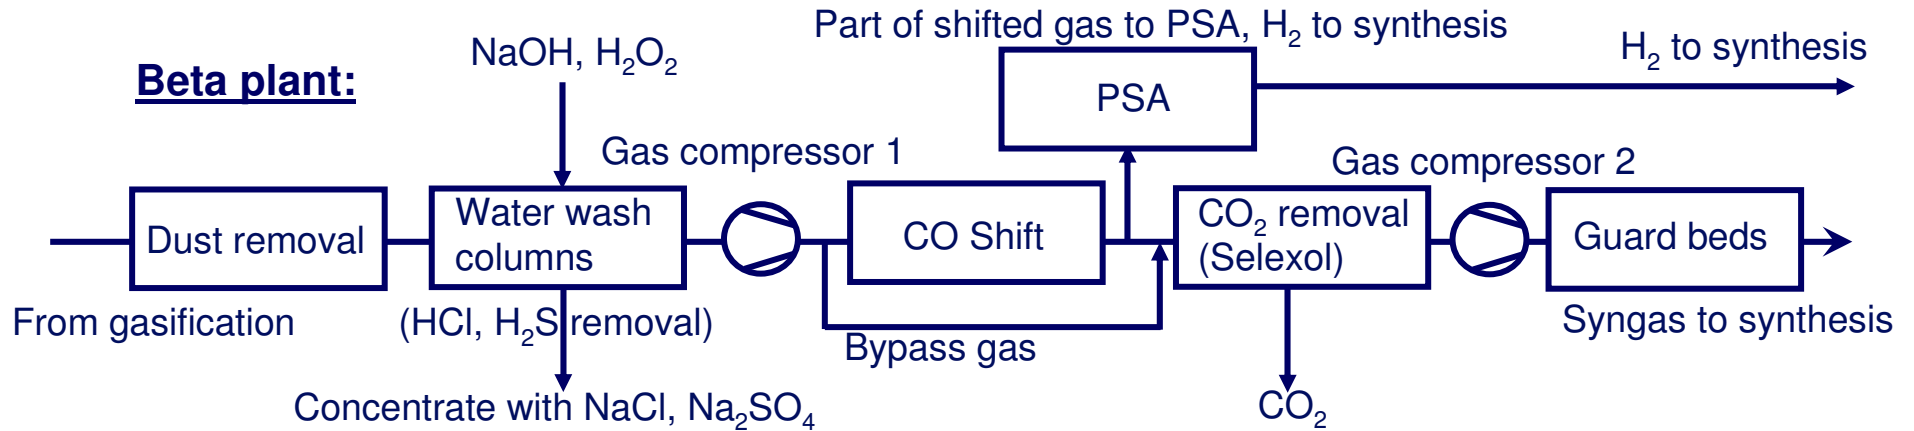 Part of shifted gas to PSA, H₂ to synthesis
H₂ to synthesis
NaOH, H₂O₂
Beta plant:
PSA
Gas compressor 1
Gas compressor 2
Dust removal
Water wash
columns
CO Shift
CO₂ removal
(Selexol)
Guard beds
From gasification
(HCl, H₂S removal)
Bypass gas
Syngas to synthesis
Concentrate with NaCl, Na₂SO₄
CO₂